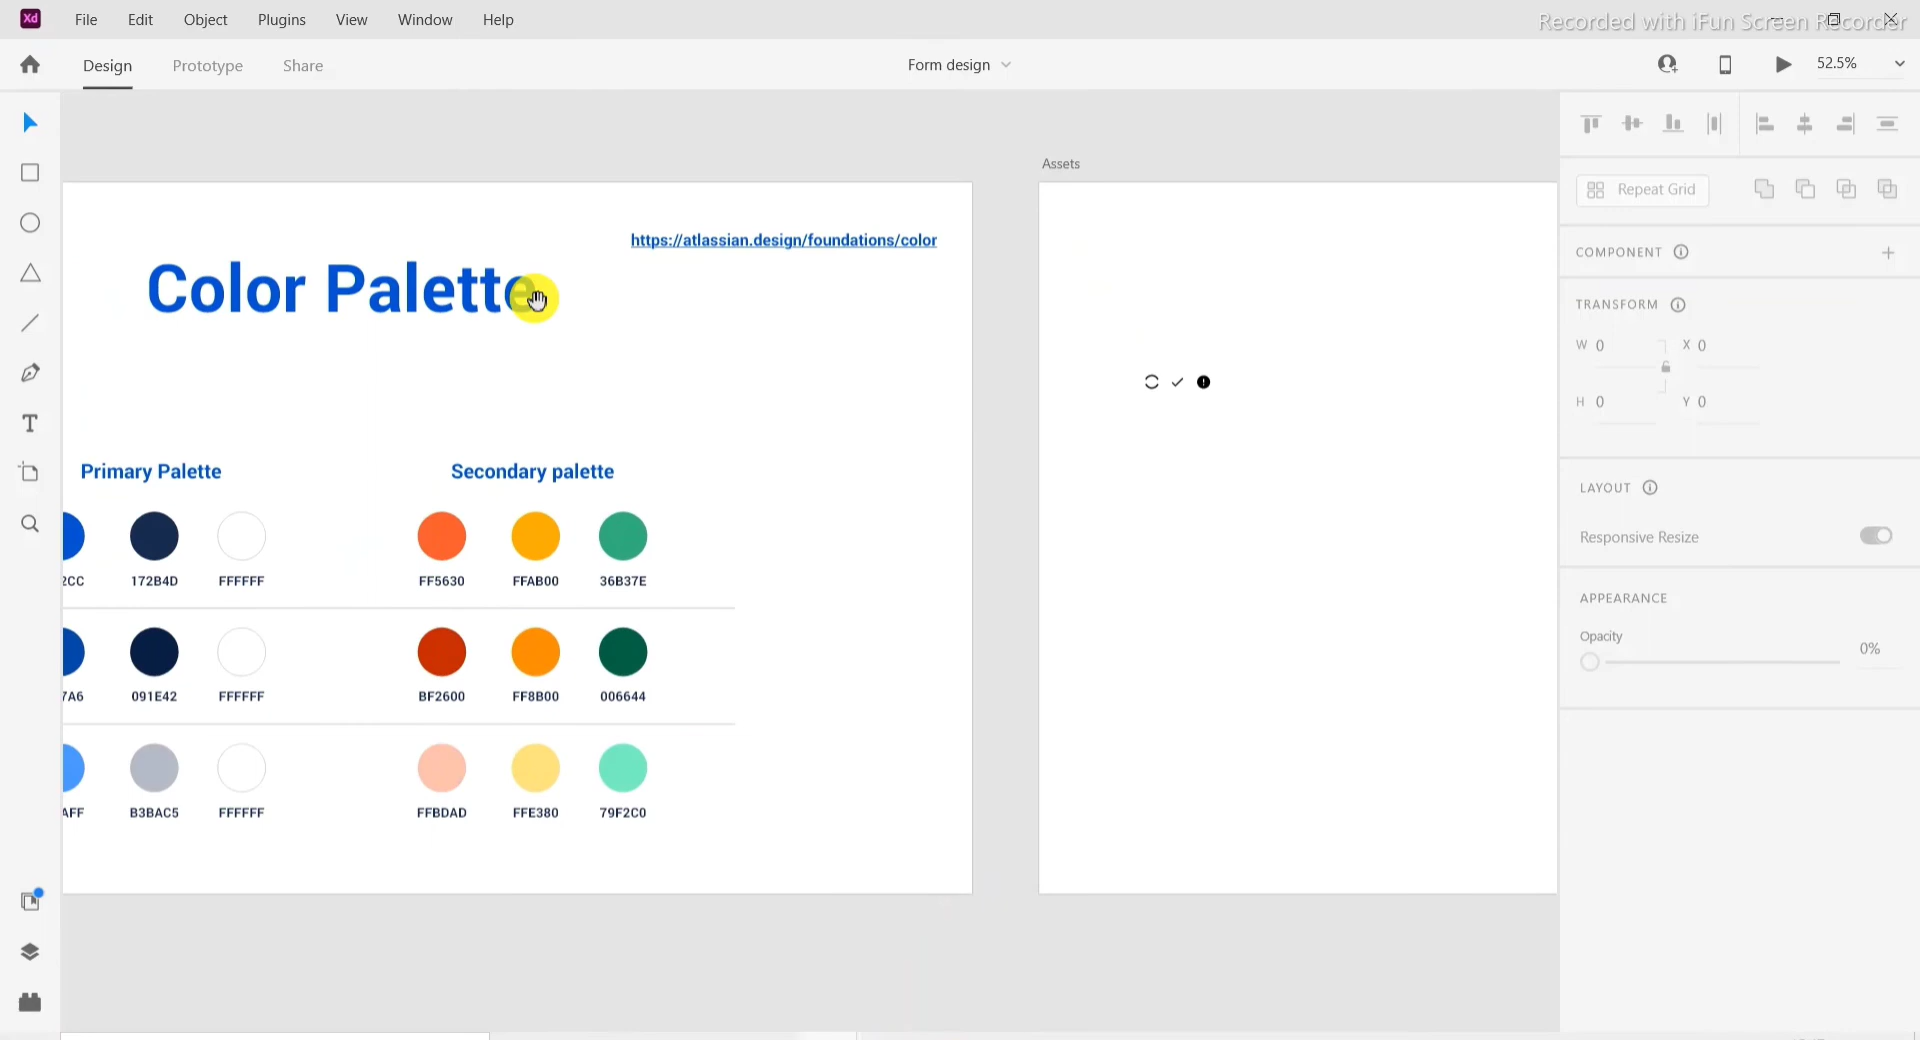 Xd File Edit Object Plugins View Window Help
Recorded with iFun Screen Recorder
Design Prototype Share
Form design
52.5%
Assets
https://atlassian.design/foundations/color
Color Palette
Primary Palette
Secondary palette
2CC 172B4D FFFFFF FF5630 FFAB00 36B37E
7A6 091E42 FFFFFF BF2600 FF8B00 006644
AFF B3BAC5 FFFFFF FFBDAD FFE380 79F2C0
Repeat Grid
COMPONENT
TRANSFORM
W 0 X 0
H 0 Y 0
LAYOUT
Responsive Resize
APPEARANCE
Opacity
0%